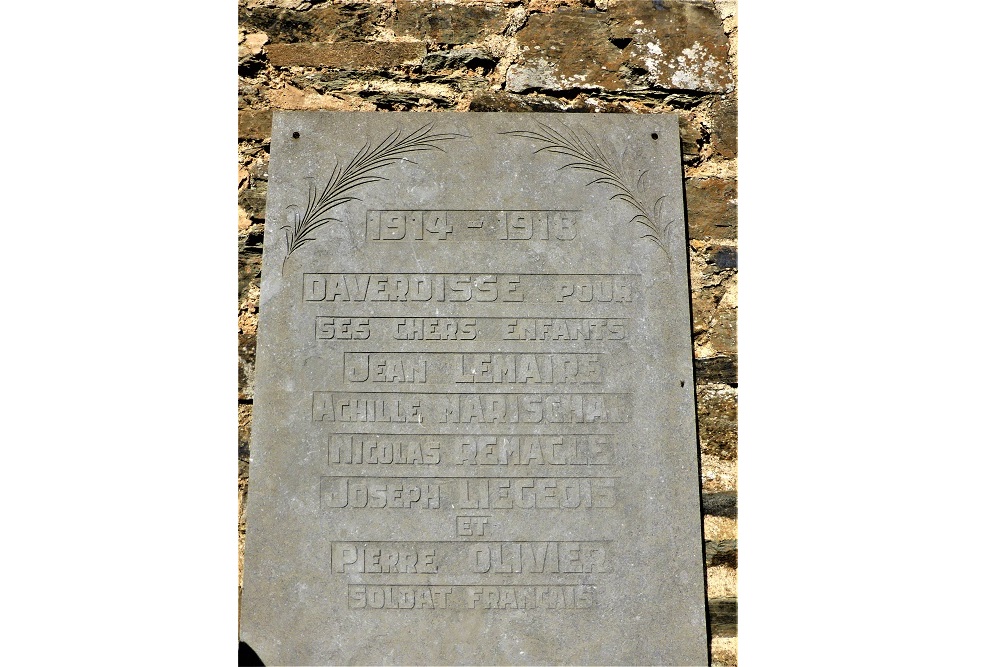 1914 - 1918
DAVERDISSE POUR
SES CHERS ENFANTS
JEAN LEMAIRE
ACHILLE MARISCHAL
NICOLAS REMACLE
JOSEPH LIEGEOIS
ET
PIERRE OLIVIER
SOLDAT FRANCAIS